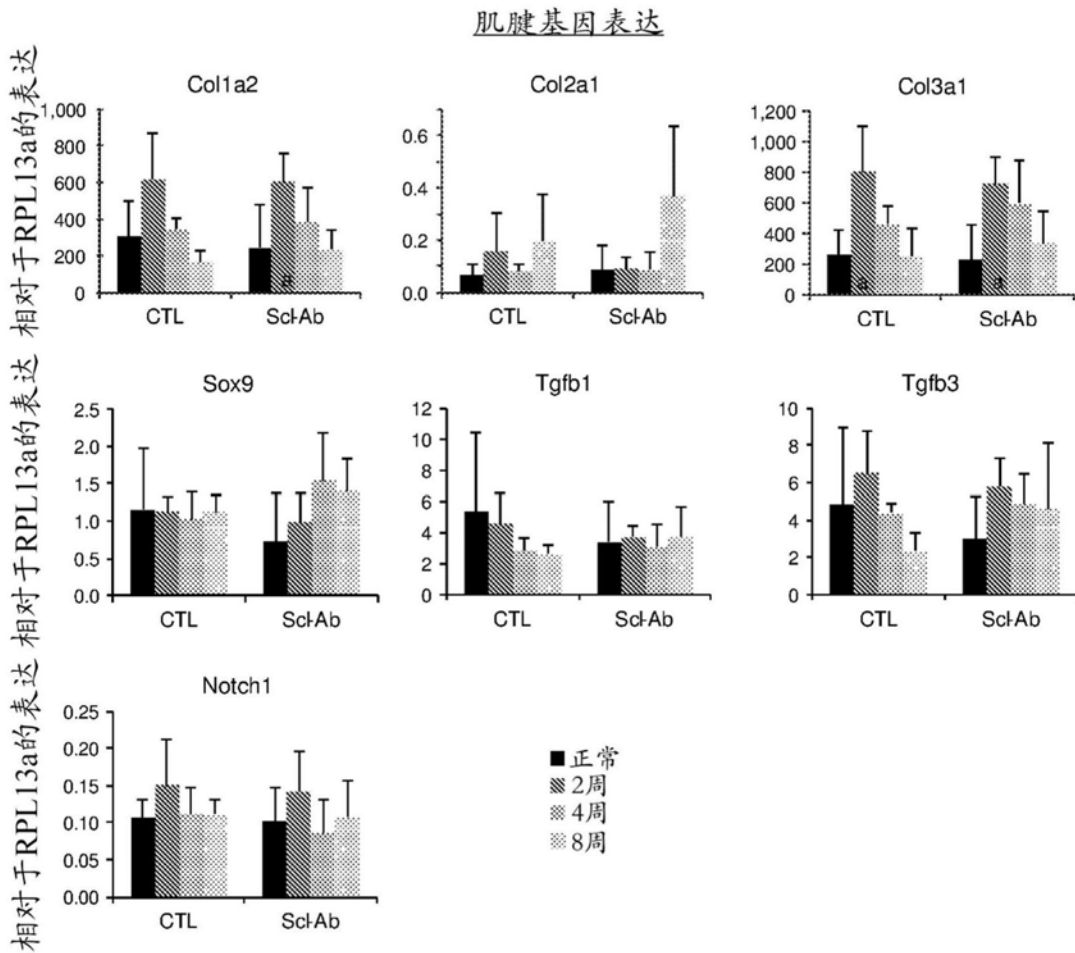 肌腱基因表达
相对于RPL13a的表达
Col1a2
1,000
800
600
400
200
0
a
CTL
Scl-Ab
Col2a1
0.6
0.4
0.2
0.0
CTL
Scl-Ab
Col3a1
1,200
1,000
800
600
400
200
0
a
a
CTL
Scl-Ab
相对于RPL13a的表达
Sox9
2.5
2.0
1.5
1.0
0.5
0.0
CTL
Scl-Ab
Tgfb1
12
10
8
6
4
2
0
CTL
Scl-Ab
Tgfb3
10
8
6
4
2
0
CTL
Scl-Ab
相对于RPL13a的表达
Notch1
0.25
0.20
0.15
0.10
0.05
0.00
CTL
Scl-Ab
正常
2周
4周
8周